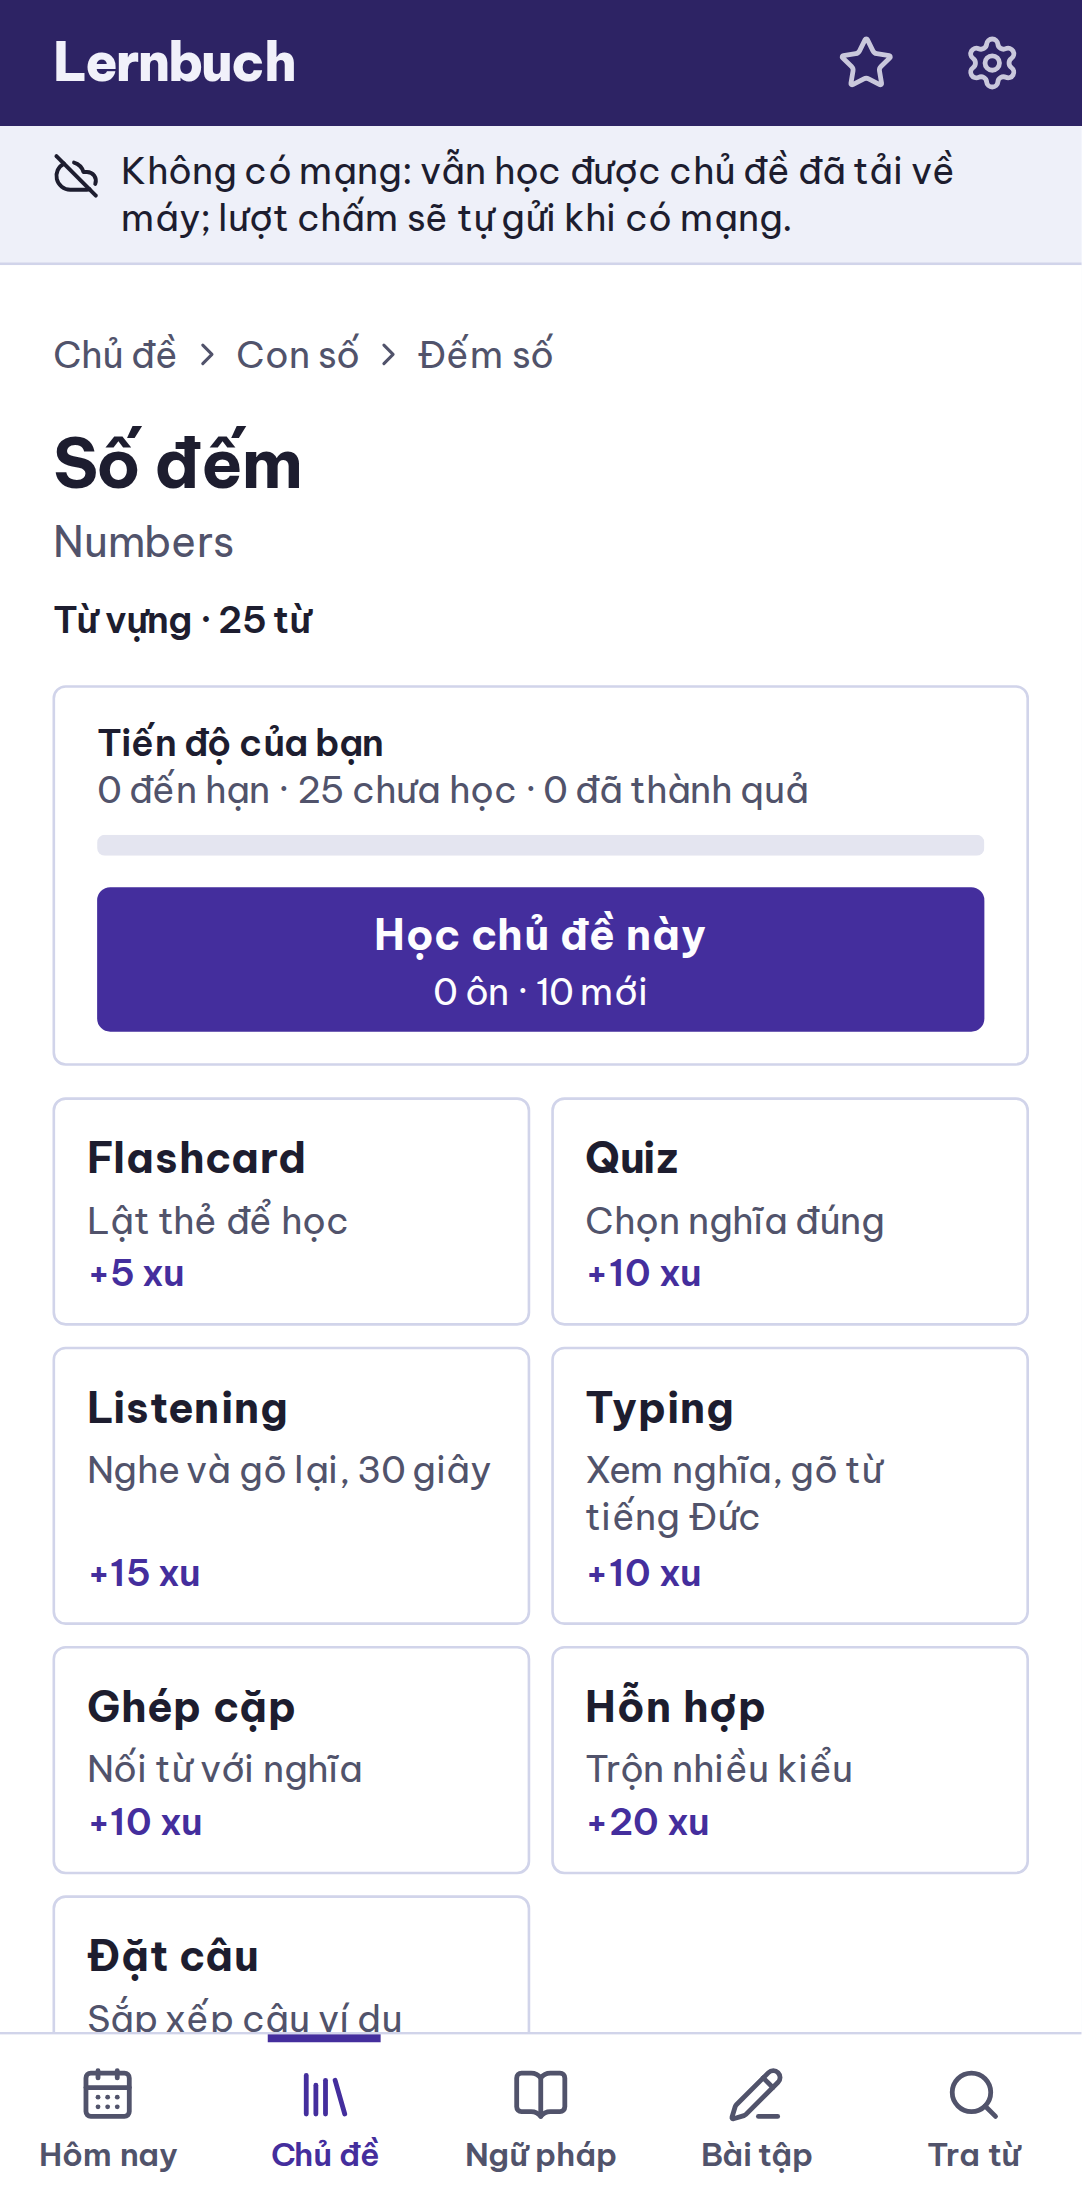 Lernbuch
Không có mạng: vẫn học được chủ đề đã tải về
máy; lượt chấm sẽ tự gửi khi có mạng.
Chủ đề > Con số > Đếm số
Số đếm
Numbers
Từ vựng · 25 từ
Tiến độ của bạn
0 đến hạn · 25 chưa học · 0 đã thành quả
Học chủ đề này
0 ôn · 10 mới
Flashcard
Lật thẻ để học
+5 xu
Quiz
Chọn nghĩa đúng
+10 xu
Listening
Nghe và gõ lại, 30 giây
+15 xu
Typing
Xem nghĩa, gõ từ
tiếng Đức
+10 xu
Ghép cặp
Nối từ với nghĩa
+10 xu
Hỗn hợp
Trộn nhiều kiểu
+20 xu
Đặt câu
Sắp xếp câu ví dụ
Hôm nay
Chủ đề
Ngữ pháp
Bài tập
Tra từ